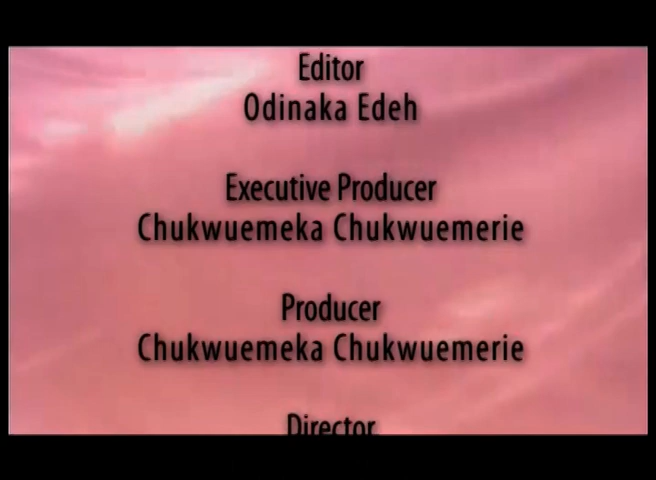 Editor
Odinaka Edeh
Executive Producer
Chukwuemeka Chukwuemerie
Producer
Chukwuemeka Chukwuemerie
Director